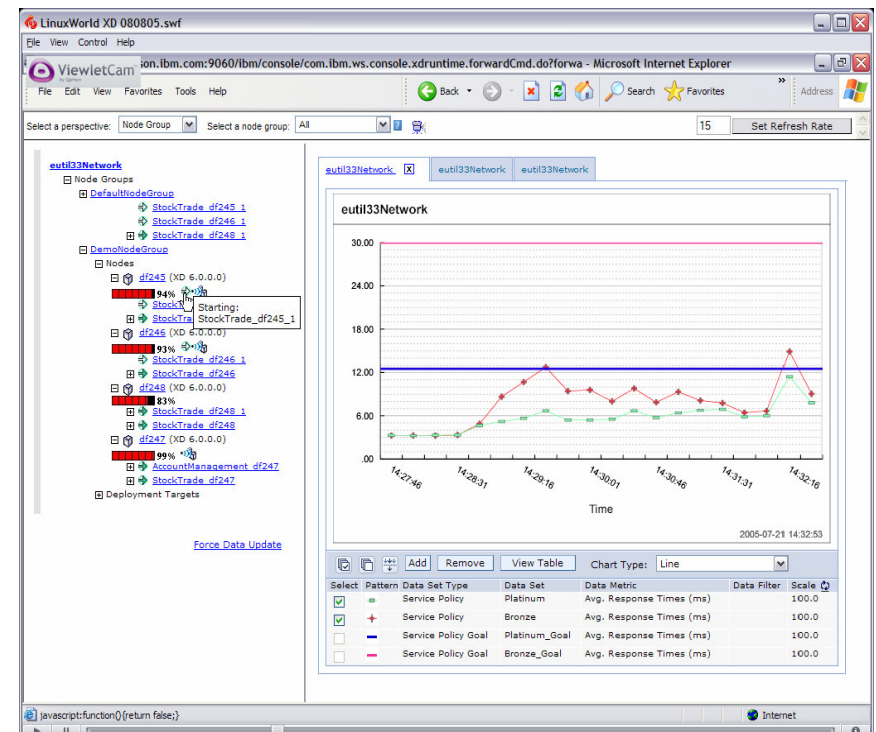 LinuxWorld XD 080805.swf
File View Control Help
ViewletCam
by Qarbon
son.ibm.com:9060/ibm/console/com.ibm.ws.console.xdruntime.forwardCmd.do?forwa - Microsoft Internet Explorer
File Edit View Favorites Tools Help
Back Search Favorites » Address
Select a perspective: Node Group Select a node group: All 15 Set Refresh Rate
eutil33Network
Node Groups
DefaultNodeGroup
StockTrade_df245_1
StockTrade_df246_1
StockTrade_df248_1
DemoNodeGroup
Nodes
df245 (XD 6.0.0.0)
94%
StockT
StockTra
Starting:
StockTrade_df245_1
df246 (XD 6.0.0.0)
93%
StockTrade_df246_1
StockTrade_df246
df248 (XD 6.0.0.0)
83%
StockTrade_df248_1
StockTrade_df248
df247 (XD 6.0.0.0)
99%
AccountManagement_df247
StockTrade_df247
Deployment Targets
Force Data Update
eutil33Network X eutil33Network eutil33Network
eutil33Network
30.00
24.00
18.00
12.00
6.00
.00
14:27:46 14:28:31 14:29:16 14:30:01 14:30:46 14:31:31 14:32:16
Time
2005-07-21 14:32:53
Add Remove View Table Chart Type: Line
Select Pattern Data Set Type Data Set Data Metric Data Filter Scale
Service Policy Platinum Avg. Response Times (ms) 100.0
Service Policy Bronze Avg. Response Times (ms) 100.0
Service Policy Goal Platinum_Goal Avg. Response Times (ms) 100.0
Service Policy Goal Bronze_Goal Avg. Response Times (ms) 100.0
javascript:function(){return false;} Internet